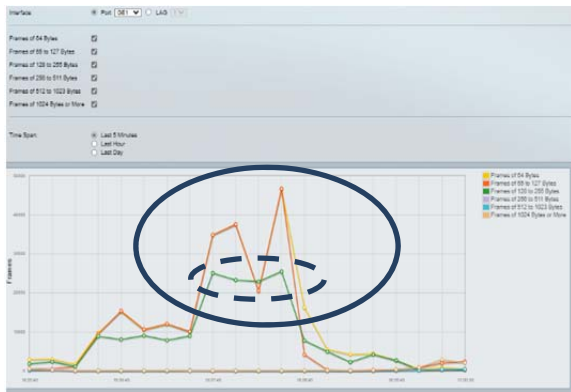 Interface
Port GE1 LAG
Frames of 64 Bytes
Frames of 65 to 127 Bytes
Frames of 128 to 255 Bytes
Frames of 256 to 511 Bytes
Frames of 512 to 1023 Bytes
Frames of 1024 Bytes or More
Time Span
Last 5 Minutes
Last Hour
Last Day
Frames of 64 Bytes
Frames of 65 to 127 Bytes
Frames of 128 to 255 Bytes
Frames of 256 to 511 Bytes
Frames of 512 to 1023 Bytes
Frames of 1024 Bytes or More
Frames